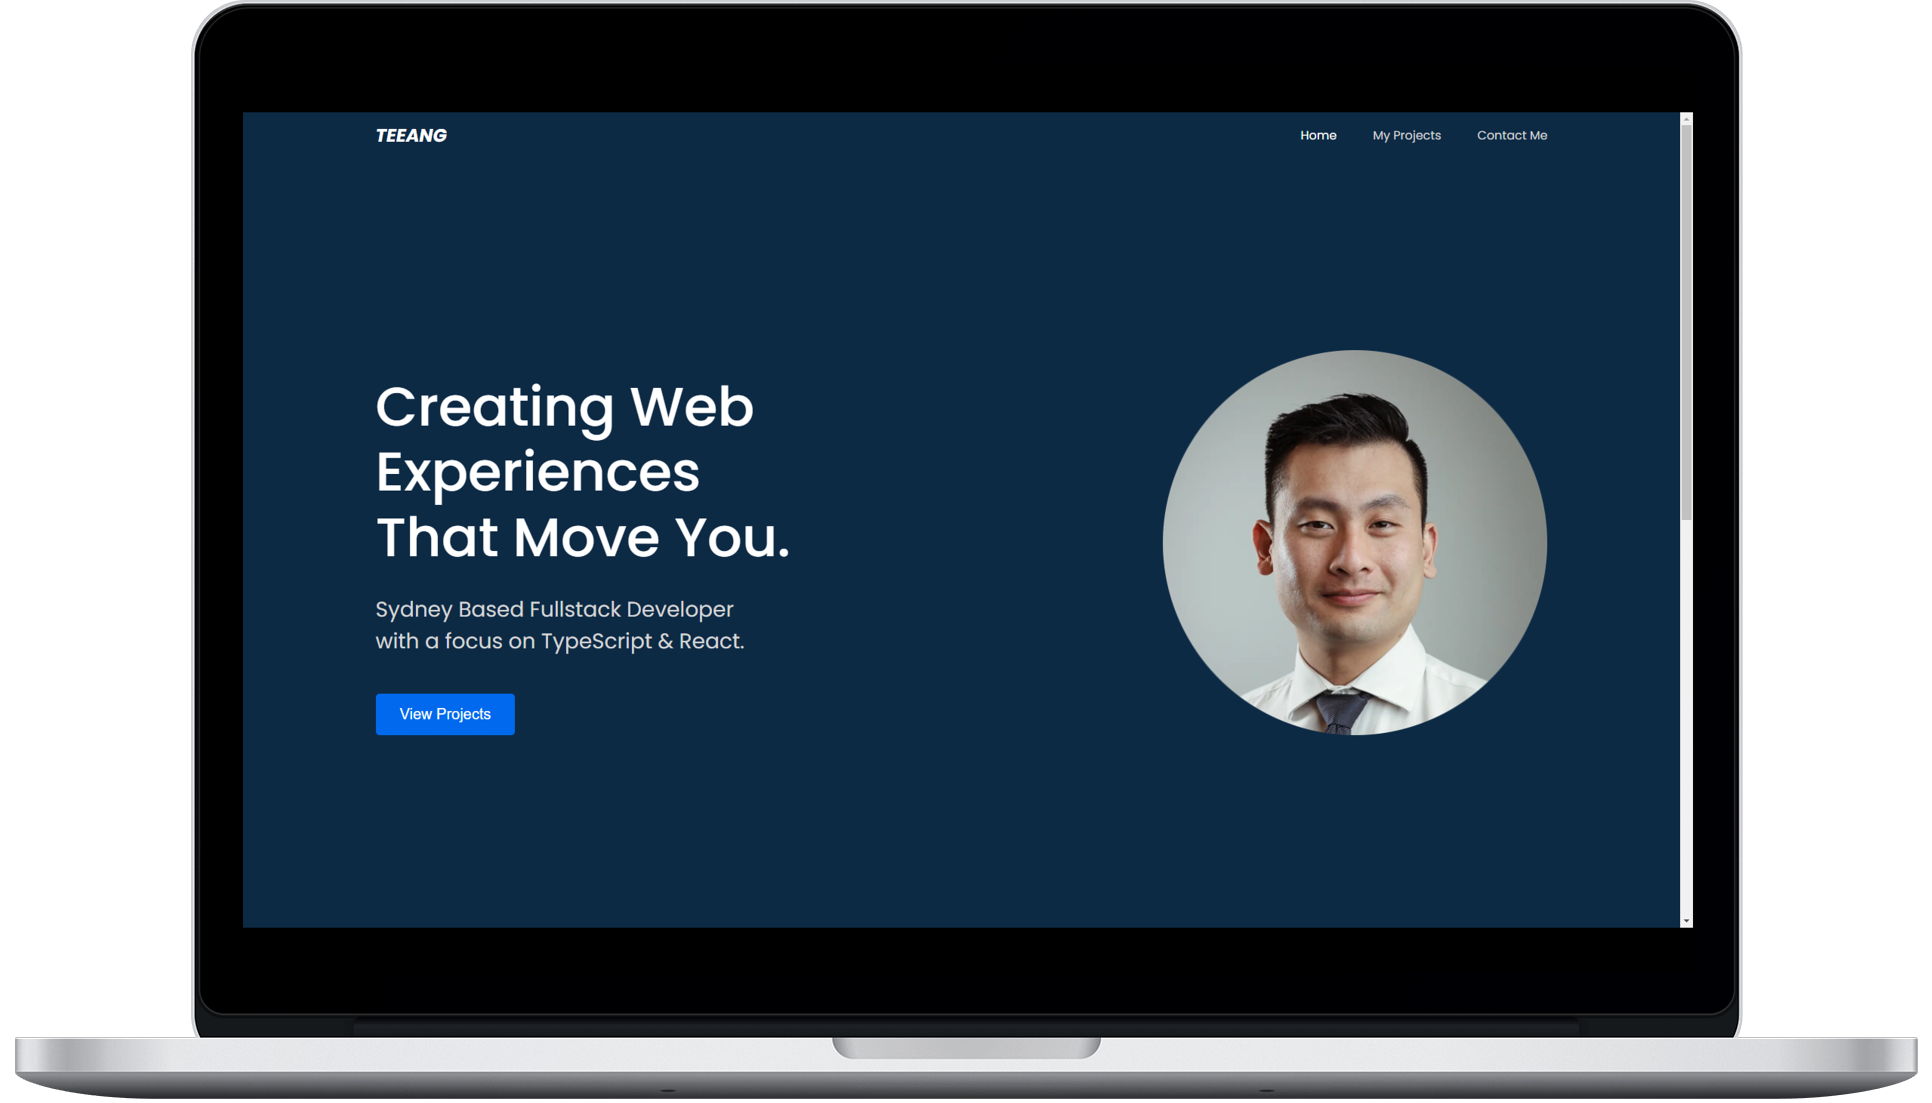 TEEANG
Home
My Projects
Contact Me
Creating Web
Experiences
That Move You.
Sydney Based Fullstack Developer
with a focus on TypeScript & React.
View Projects